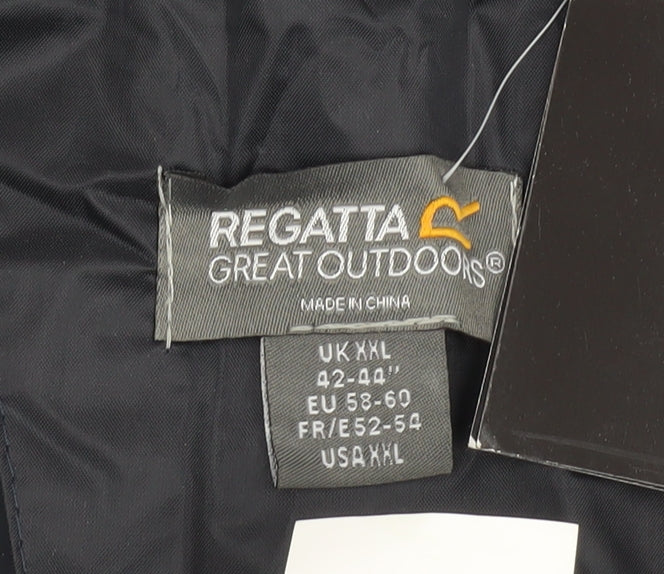 REGATTA R
GREAT OUTDOORS®
MADE IN CHINA
UK XXL
42-44"
EU 58-60
FR/E52-54
USA XXL